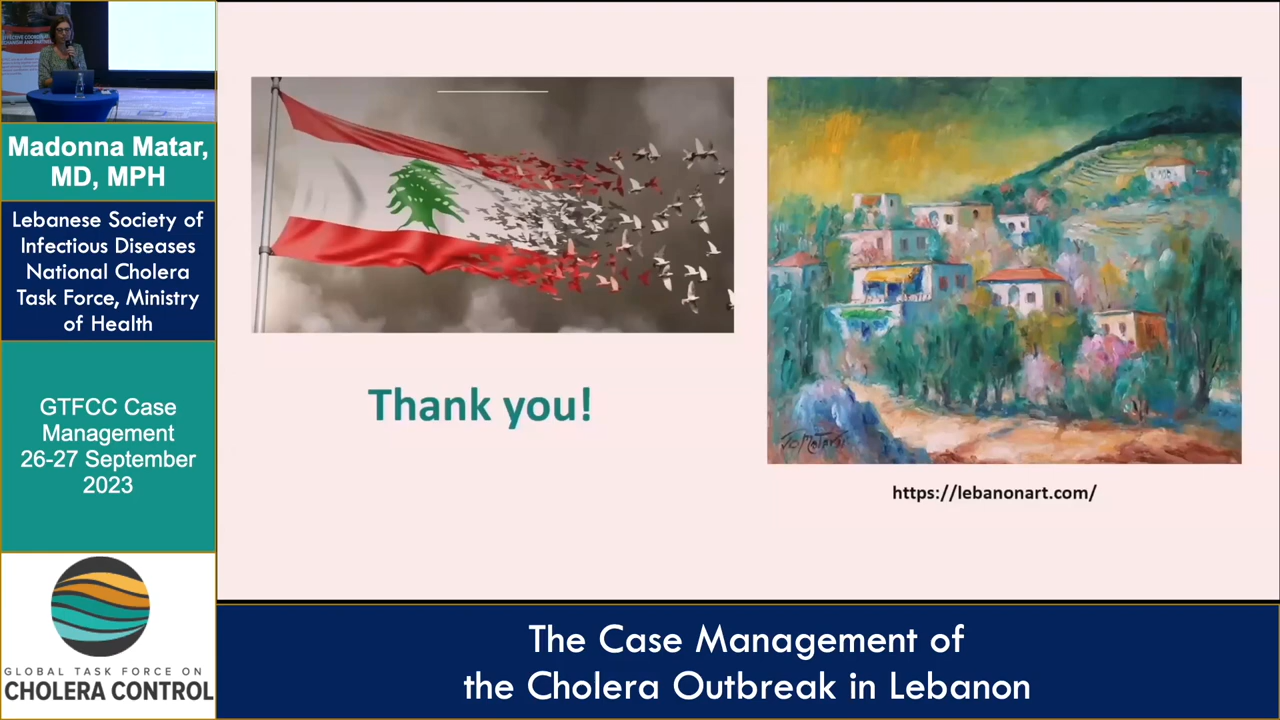 Madonna Matar,
MD, MPH
Lebanese Society of
Infectious Diseases
National Cholera
Task Force, Ministry
of Health
GTFCC Case
Management
26-27 September
2023
GLOBAL TASK FORCE ON
CHOLERA CONTROL
Thank you!
https://lebanonart.com/
The Case Management of
the Cholera Outbreak in Lebanon